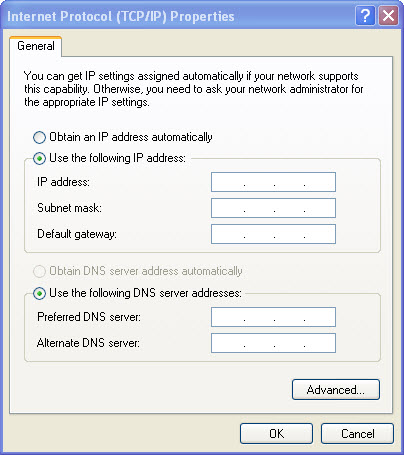 Internet Protocol (TCP/IP) Properties
General
You can get IP settings assigned automatically if your network supports
this capability. Otherwise, you need to ask your network administrator for
the appropriate IP settings.
Obtain an IP address automatically
Use the following IP address:
IP address:
Subnet mask:
Default gateway:
Obtain DNS server address automatically
Use the following DNS server addresses:
Preferred DNS server:
Alternate DNS server:
Advanced...
OK Cancel